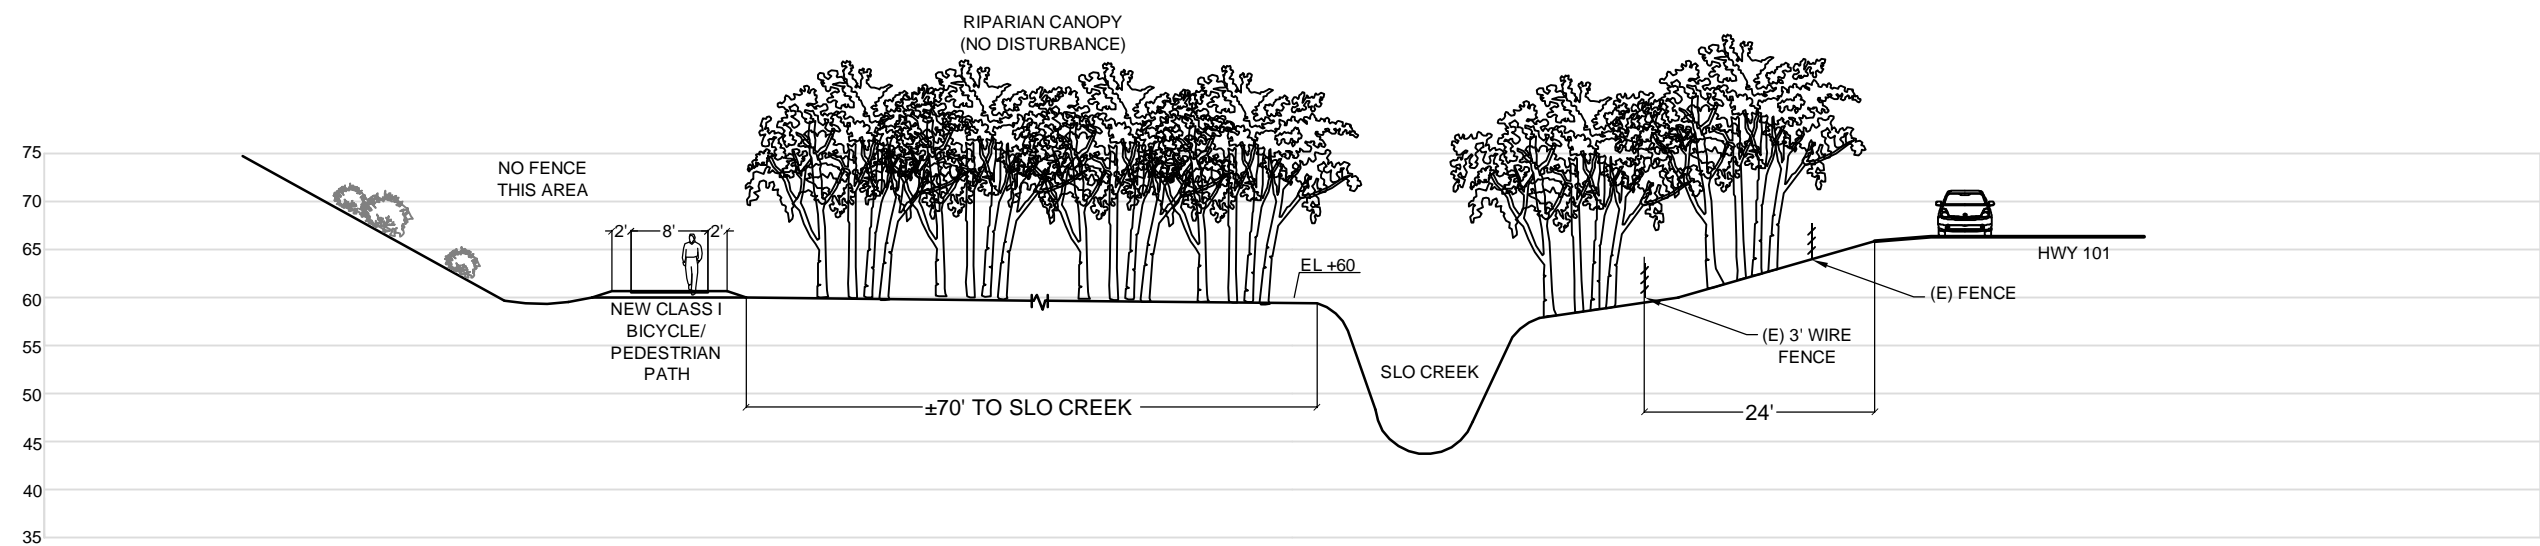 RIPARIAN CANOPY
(NO DISTURBANCE)
75
70
65
60
55
50
45
40
35
NO FENCE
THIS AREA
2'
8'
2'
NEW CLASS I
BICYCLE/
PEDESTRIAN
PATH
±70' TO SLO CREEK
EL +60
SLO CREEK
(E) 3' WIRE
FENCE
24'
(E) FENCE
HWY 101